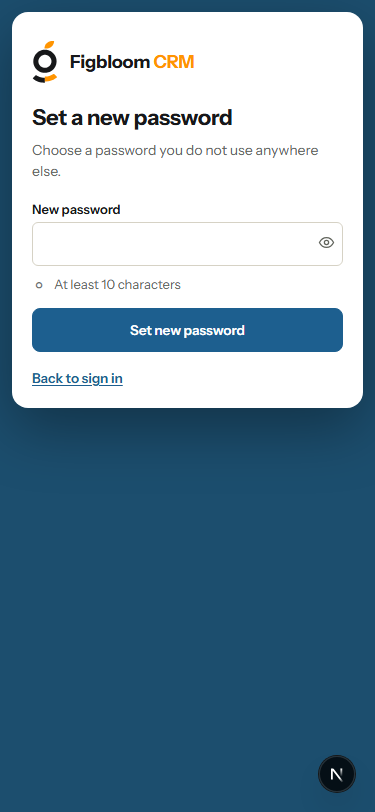 Figbloom CRM
Set a new password
Choose a password you do not use anywhere
else.
New password
At least 10 characters
Set new password
Back to sign in
N